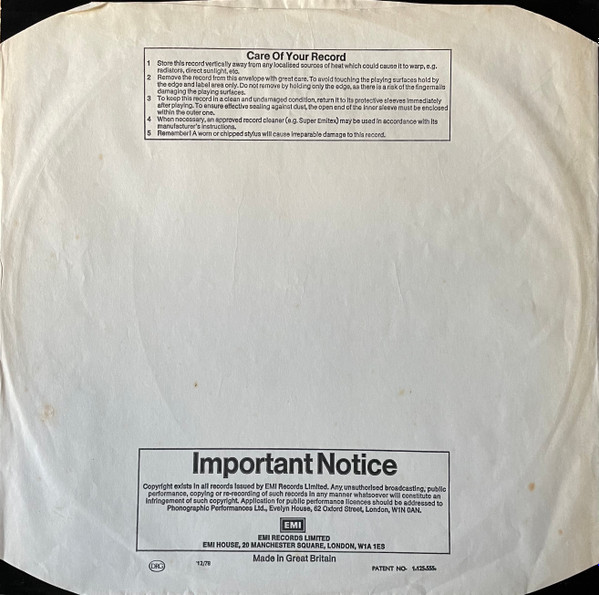 Care Of Your Record
1 Store this record vertically away from any localised sources of heat which could cause it to warp, e.g.
radiators, direct sunlight, etc.
2 Remove the record from this envelope with great care. To avoid touching the playing surfaces hold by
the edge and label area only. Do not remove by holding only the edge, as there is a risk of the fingernails
damaging the playing surfaces.
3 To keep this record in a clean and undamaged condition, return it to its protective sleeves immediately
after playing. To ensure effective sealing against dust, the open end of the inner sleeve must be enclosed
within the outer one.
4 When necessary, an approved record cleaner (e.g. Super Emitex) may be used in accordance with its
manufacturer's instructions.
5 Remember! A worn or chipped stylus will cause irreparable damage to this record.
Important Notice
Copyright exists in all records issued by EMI Records Limited. Any unauthorised broadcasting, public
performance, copying or re-recording of such records in any manner whatsoever will constitute an
infringement of such copyright. Application for public performance licences should be addressed to
Phonographic Performances Ltd., Evelyn House, 62 Oxford Street, London, W1N 0AN.
EMI
EMI RECORDS LIMITED
EMI HOUSE, 20 MANCHESTER SQUARE, LONDON, W1A 1ES
Made in Great Britain
12/78
PATENT NO. 1.125.555.